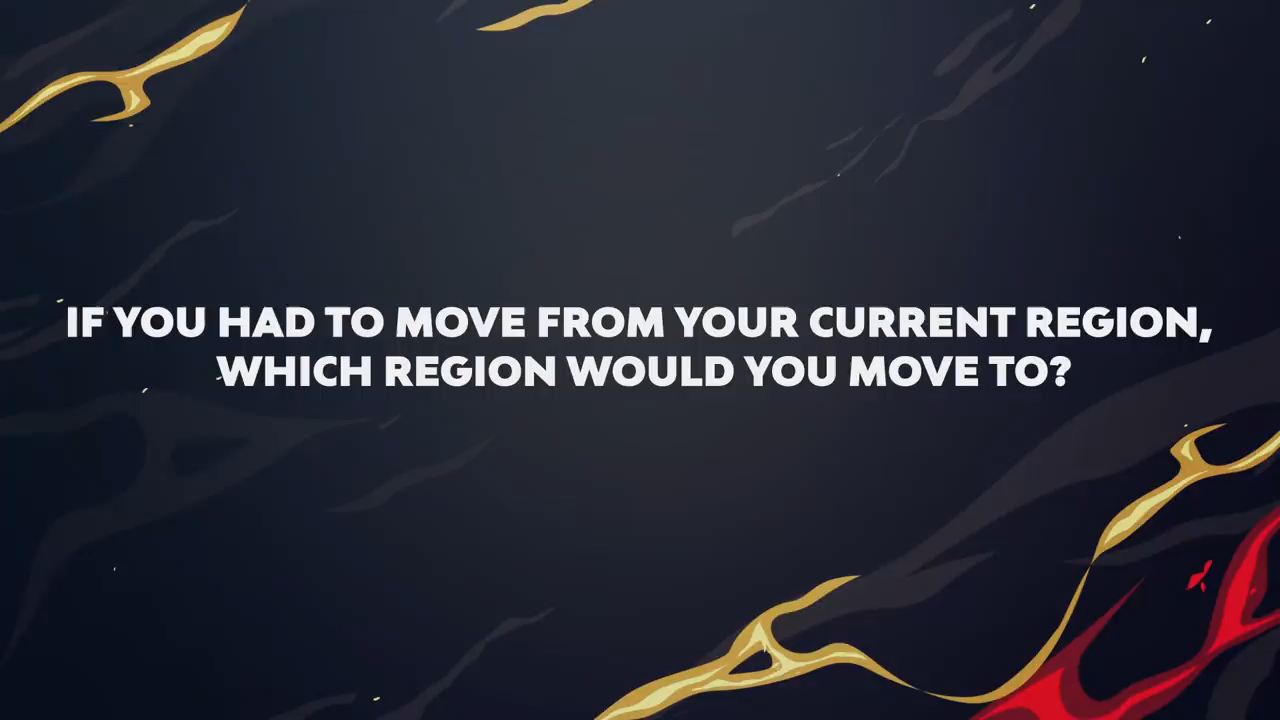 IF YOU HAD TO MOVE FROM YOUR CURRENT REGION,
WHICH REGION WOULD YOU MOVE TO?